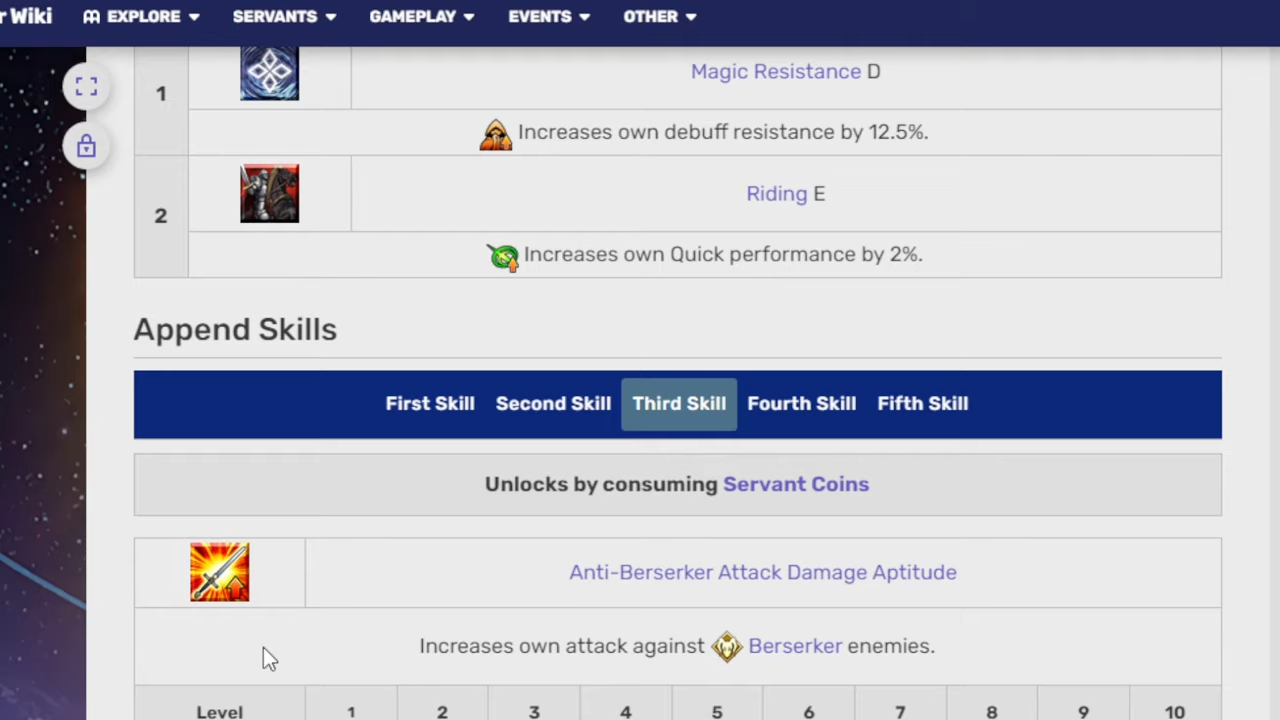 r Wiki EXPLORE SERVANTS GAMEPLAY EVENTS OTHER
1 Magic Resistance D
Increases own debuff resistance by 12.5%.
2 Riding E
Increases own Quick performance by 2%.
Append Skills
First Skill Second Skill Third Skill Fourth Skill Fifth Skill
Unlocks by consuming Servant Coins
Anti-Berserker Attack Damage Aptitude
Increases own attack against Berserker enemies.
Level 1 2 3 4 5 6 7 8 9 10